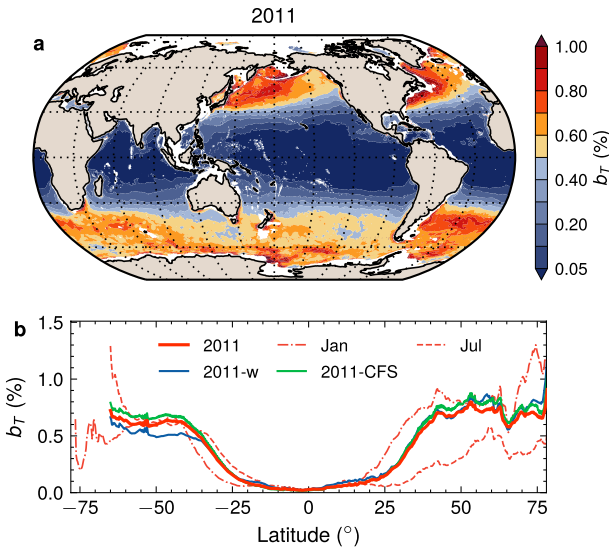 2011
a
1.00
0.80
0.60
0.40
0.20
0.05
b_T (%)
b
1.5
1.0
0.5
0.0
b_T (%)
2011 Jan Jul
2011-w 2011-CFS
−75 −50 −25 0 25 50 75
Latitude (°)